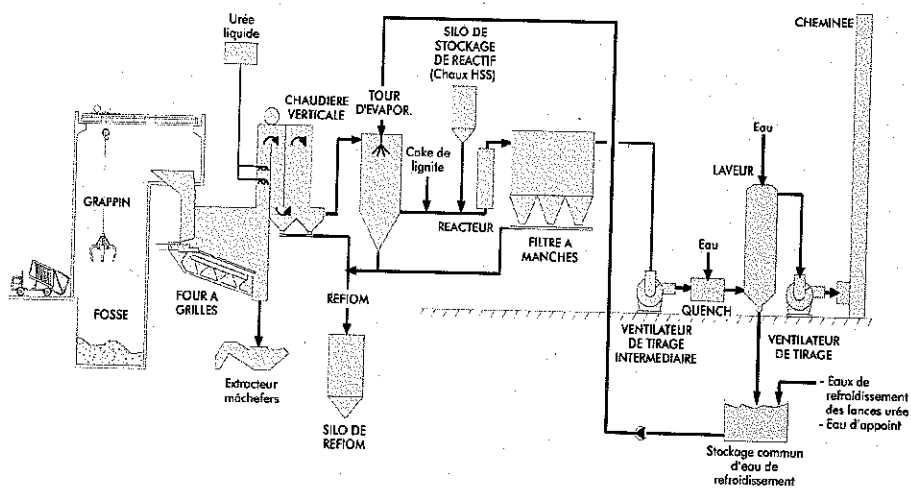 Urée
liquide
CHAUDIERE
VERTICALE
TOUR
D'EVAPOR.
SILO DE
STOCKAGE
DE REACTIF
(Chaux HSS)
CHEMINEE
Coke de
lignite
Eau
LAVEUR
GRAPPIN
REACTEUR
FILTRE A
MANCHES
Eau
FOUR A
GRILLES
REFIOM
QUENCH
FOSSE
VENTILATEUR
DE TIRAGE
INTERMEDIAIRE
VENTILATEUR
DE TIRAGE
Extracteur
mâchefers
SILO DE
REFIOM
- Eaux de
refroidissement
des lances urée
- Eau d'appoint
Stockage commun
d'eau de
refroidissement